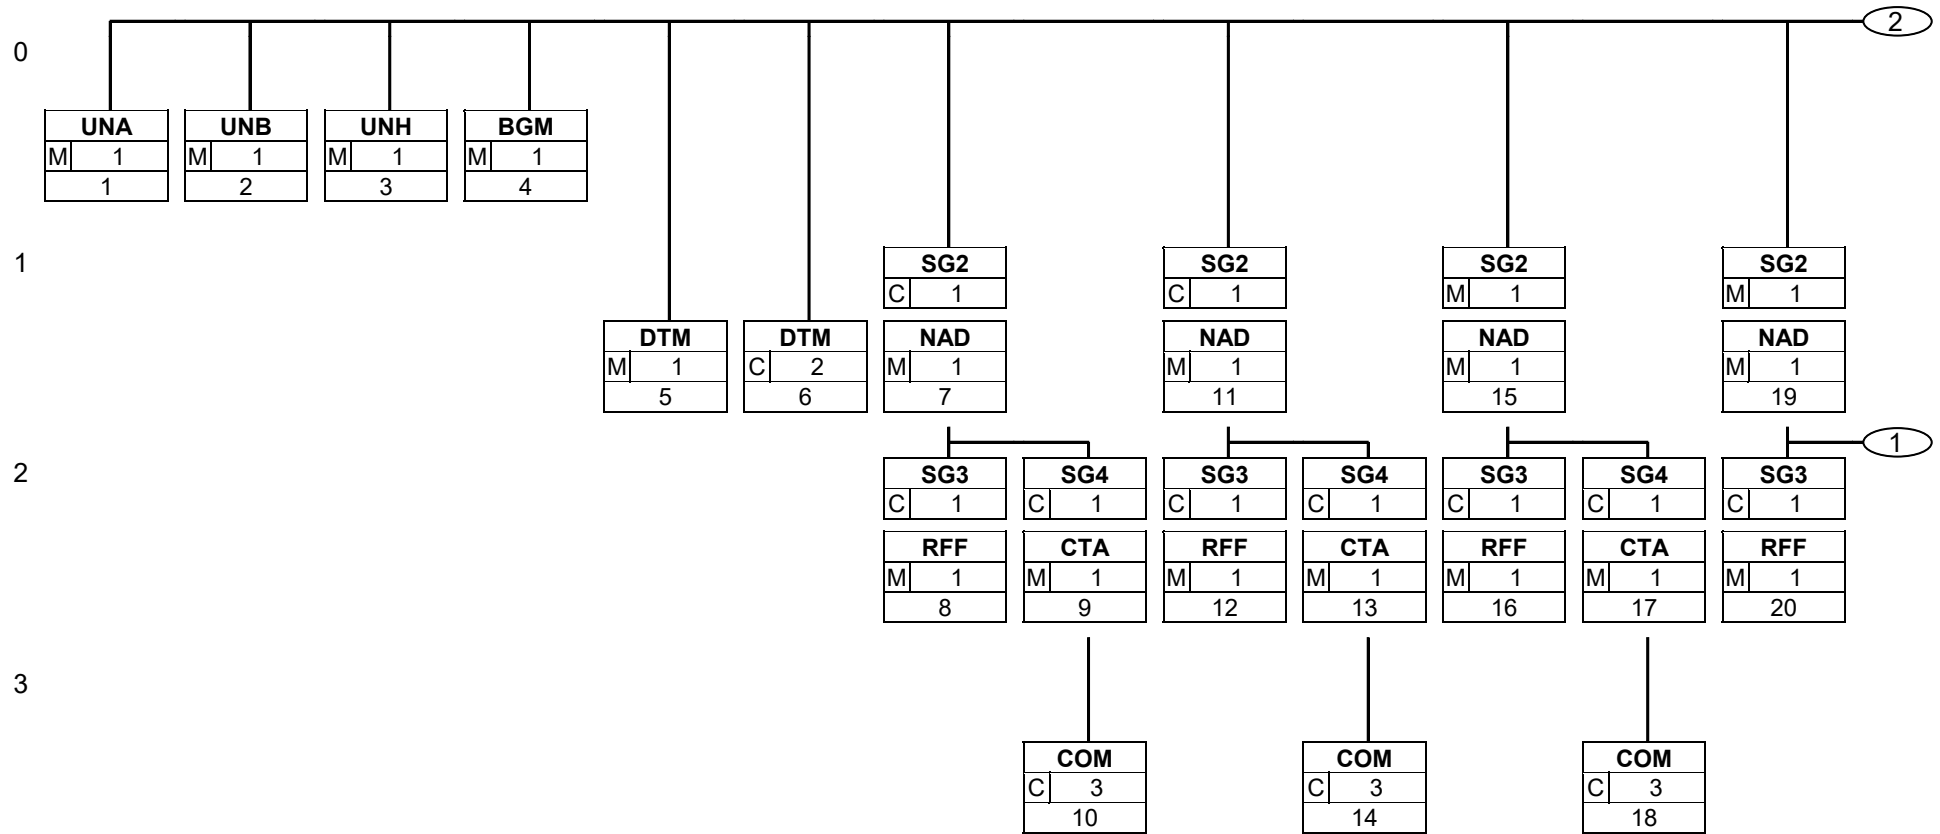 2
0
UNA UNB UNH BGM
M 1 M 1 M 1 M 1
1 2 3 4
1
SG2 SG2 SG2 SG2
C 1 C 1 M 1 M 1
DTM DTM NAD NAD NAD NAD
M 1 C 2 M 1 M 1 M 1 M 1
5 6 7 11 15 19
1
2
SG3 SG4 SG3 SG4 SG3 SG4 SG3
C 1 C 1 C 1 C 1 C 1 C 1 C 1
RFF CTA RFF CTA RFF CTA RFF
M 1 M 1 M 1 M 1 M 1 M 1 M 1
8 9 12 13 16 17 20
3
COM COM COM
C 3 C 3 C 3
10 14 18